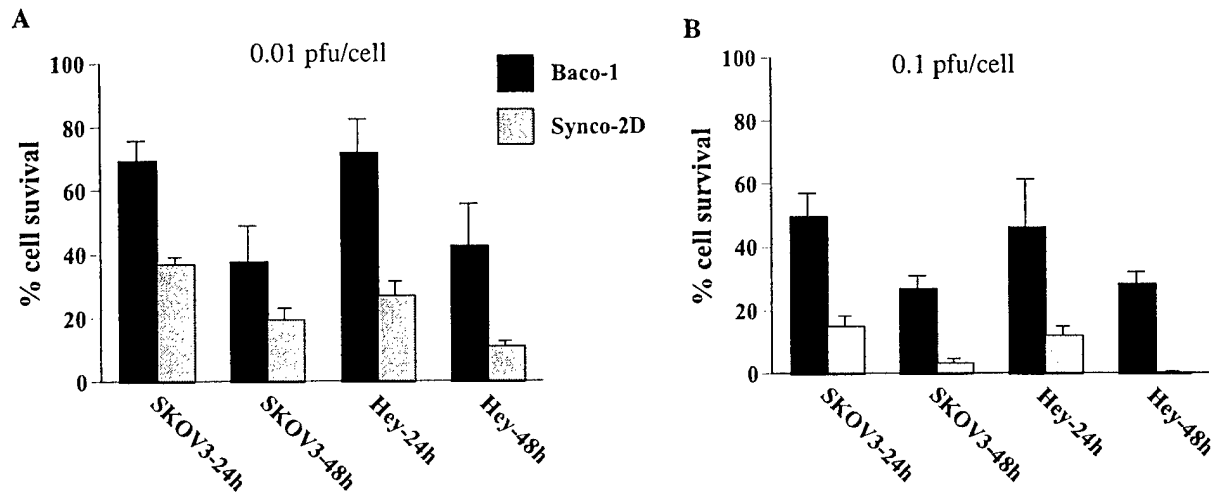 A
0.01 pfu/cell
Baco-1
Synco-2D
% cell suvival
100
80
60
40
20
0
SKOV3-24h
SKOV3-48h
Hey-24h
Hey-48h
B
0.1 pfu/cell
% cell survival
100
80
60
40
20
0
SKOV3-24h
SKOV3-48h
Hey-24h
Hey-48h